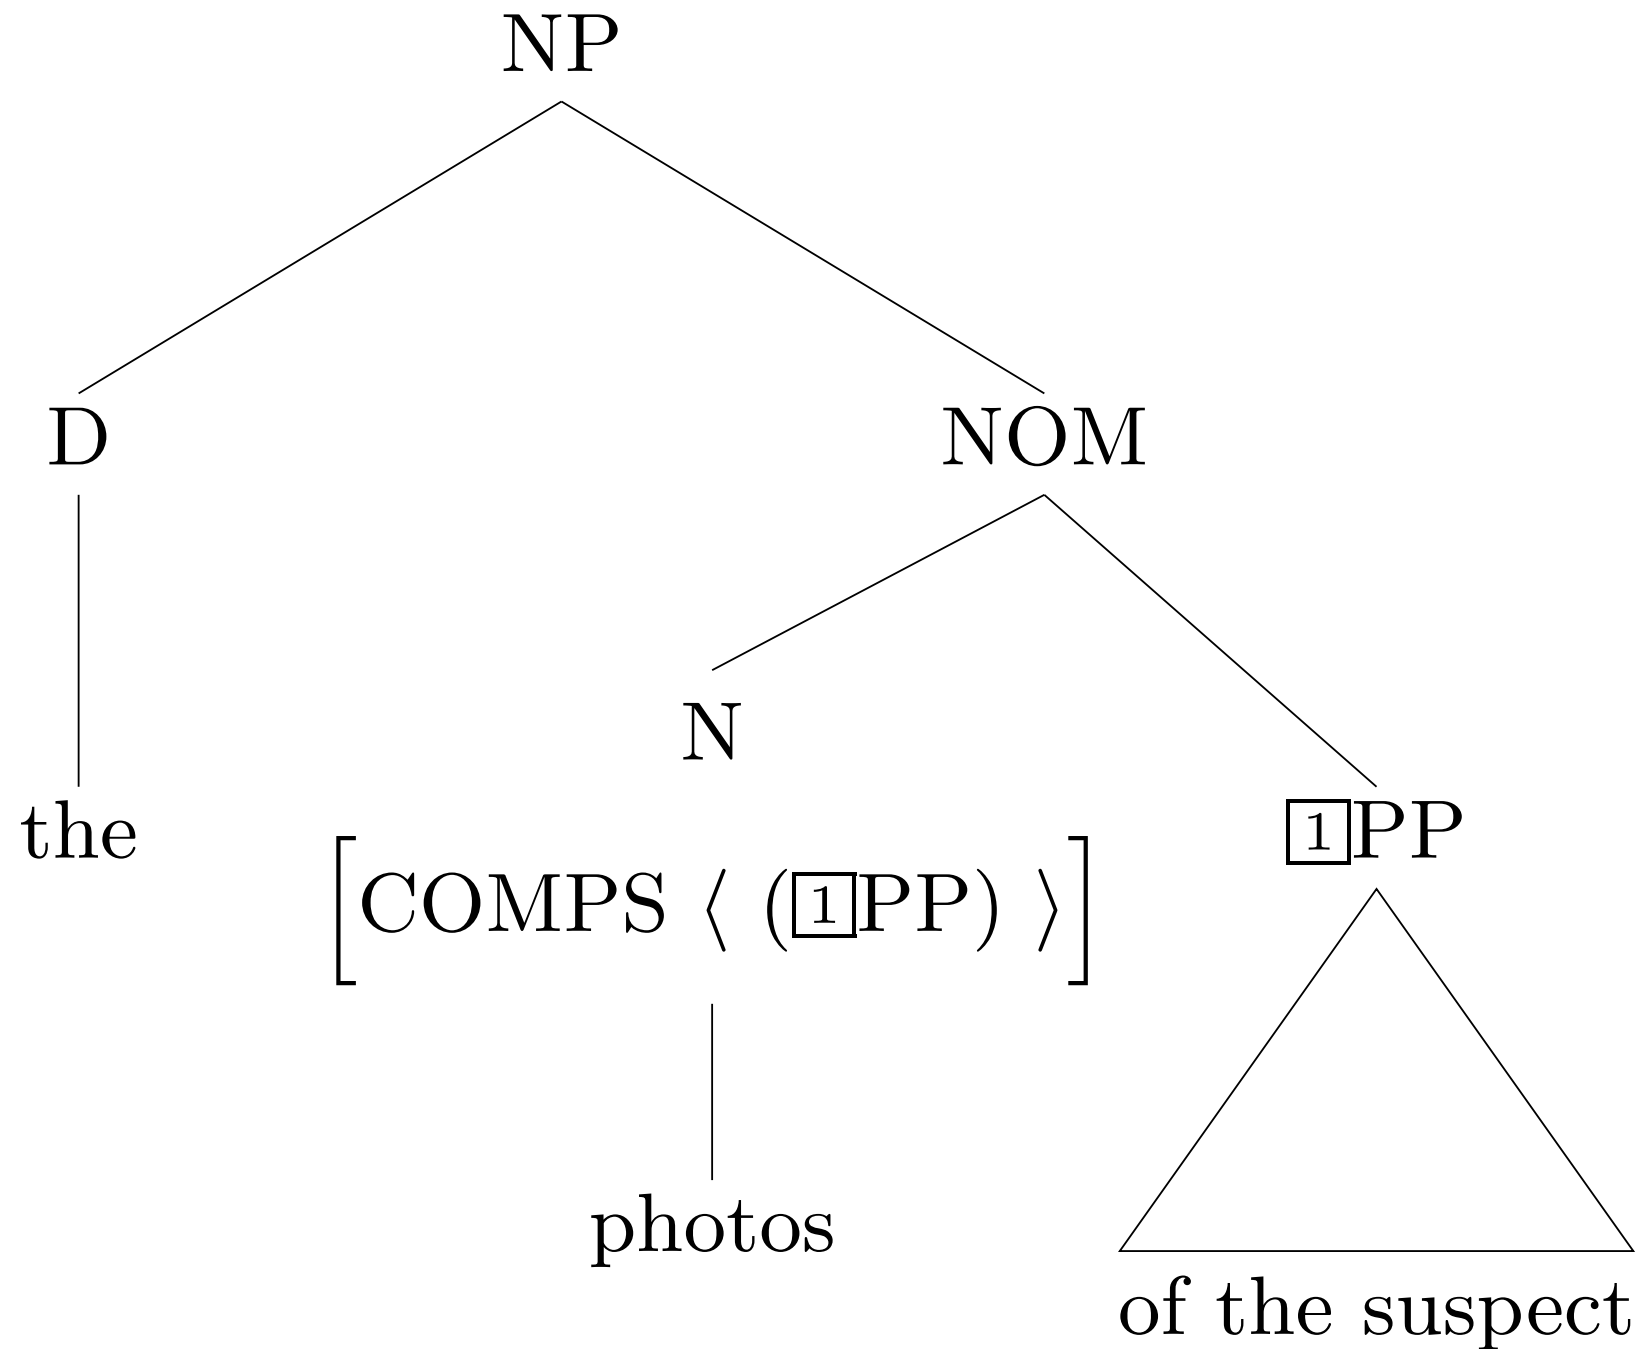 NP
D NOM
N
the 1PP
[COMPS ⟨ (1PP) ⟩]
photos
of the suspect